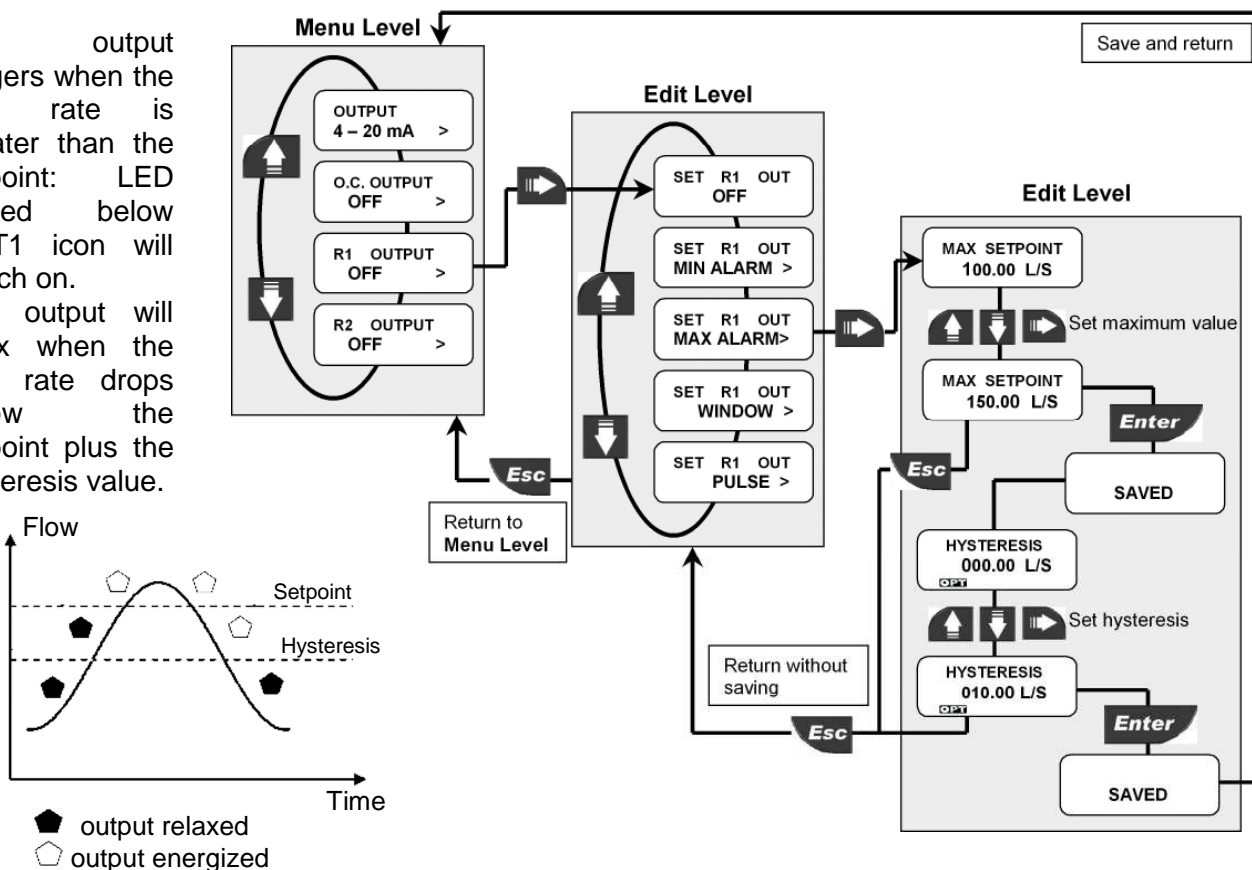 output
gers when the
rate is
ater than the
point: LED
ed below
T1 icon will
ch on.
output will
x when the
rate drops
ow the
point plus the
teresis value.
Flow
Setpoint
Hysteresis
Time
output relaxed
output energized
Menu Level
OUTPUT
4 – 20 mA >
O.C. OUTPUT
OFF >
R1 OUTPUT
OFF >
R2 OUTPUT
OFF >
Esc
Return to
Menu Level
Edit Level
SET R1 OUT
OFF
SET R1 OUT
MIN ALARM >
SET R1 OUT
MAX ALARM>
SET R1 OUT
WINDOW >
SET R1 OUT
PULSE >
Return without
saving
Esc
Save and return
Edit Level
MAX SETPOINT
100.00 L/S
Set maximum value
MAX SETPOINT
150.00 L/S
Enter
Esc
SAVED
HYSTERESIS
000.00 L/S
OPT
Set hysteresis
HYSTERESIS
010.00 L/S
OPT
Enter
SAVED